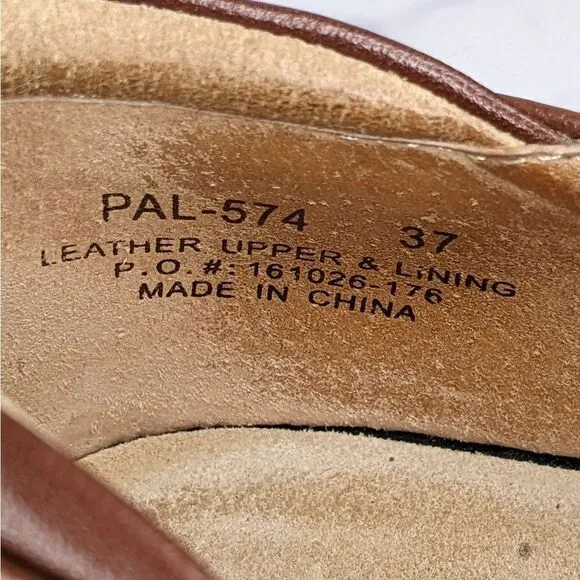 PAL-574 37
LEATHER UPPER & LINING
P.O.#: 161026-176
MADE IN CHINA